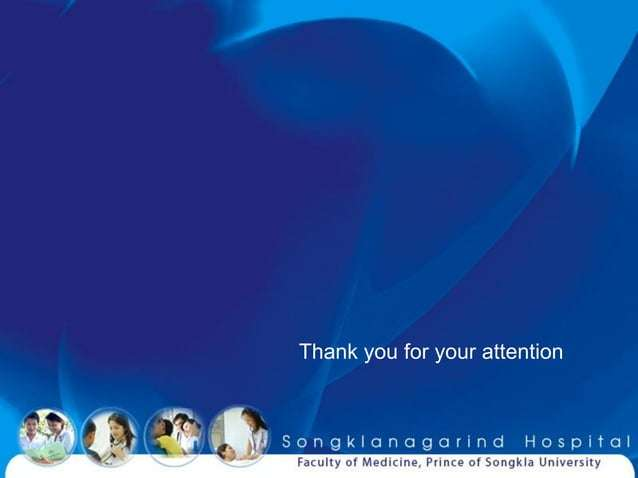 Thank you for your attention
Songklanagarind Hospital
Faculty of Medicine, Prince of Songkla University